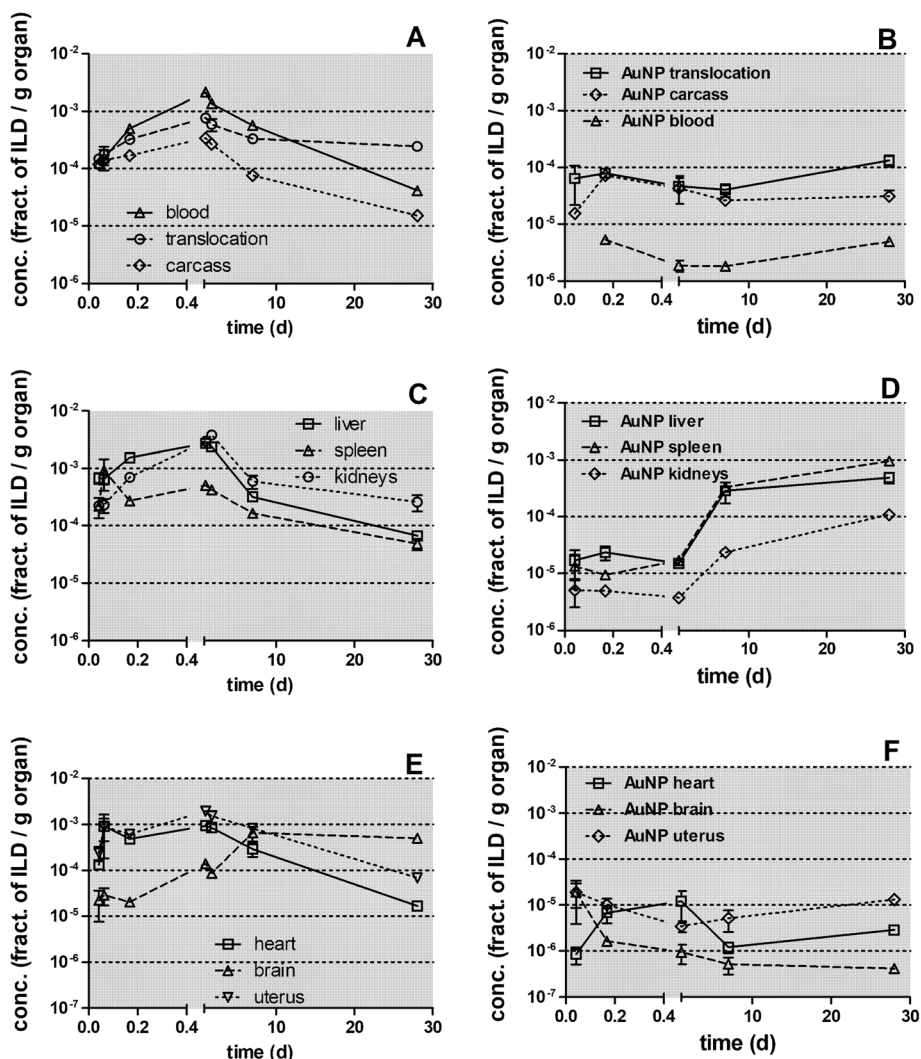 A
conc. (fract. of ILD / g organ)
10-2
10-3
10-4
10-5
10-6
blood
translocation
carcass
0.0 0.2 0.4 10 20 30
time (d)
B
conc. (fract. of ILD / g organ)
10-2
10-3
10-4
10-5
10-6
AuNP translocation
AuNP carcass
AuNP blood
0.0 0.2 0.4 10 20 30
time (d)
C
conc. (fract. of ILD / g organ)
10-2
10-3
10-4
10-5
10-6
liver
spleen
kidneys
0.0 0.2 0.4 10 20 30
time (d)
D
conc. (fract. of ILD / g organ)
10-2
10-3
10-4
10-5
10-6
AuNP liver
AuNP spleen
AuNP kidneys
0.0 0.2 0.4 10 20 30
time (d)
E
conc. (fract. of ILD / g organ)
10-2
10-3
10-4
10-5
10-6
10-7
heart
brain
uterus
0.0 0.2 0.4 10 20 30
time (d)
F
conc. (fract. of ILD / g organ)
10-2
10-3
10-4
10-5
10-6
10-7
AuNP heart
AuNP brain
AuNP uterus
0.0 0.2 0.4 10 20 30
time (d)